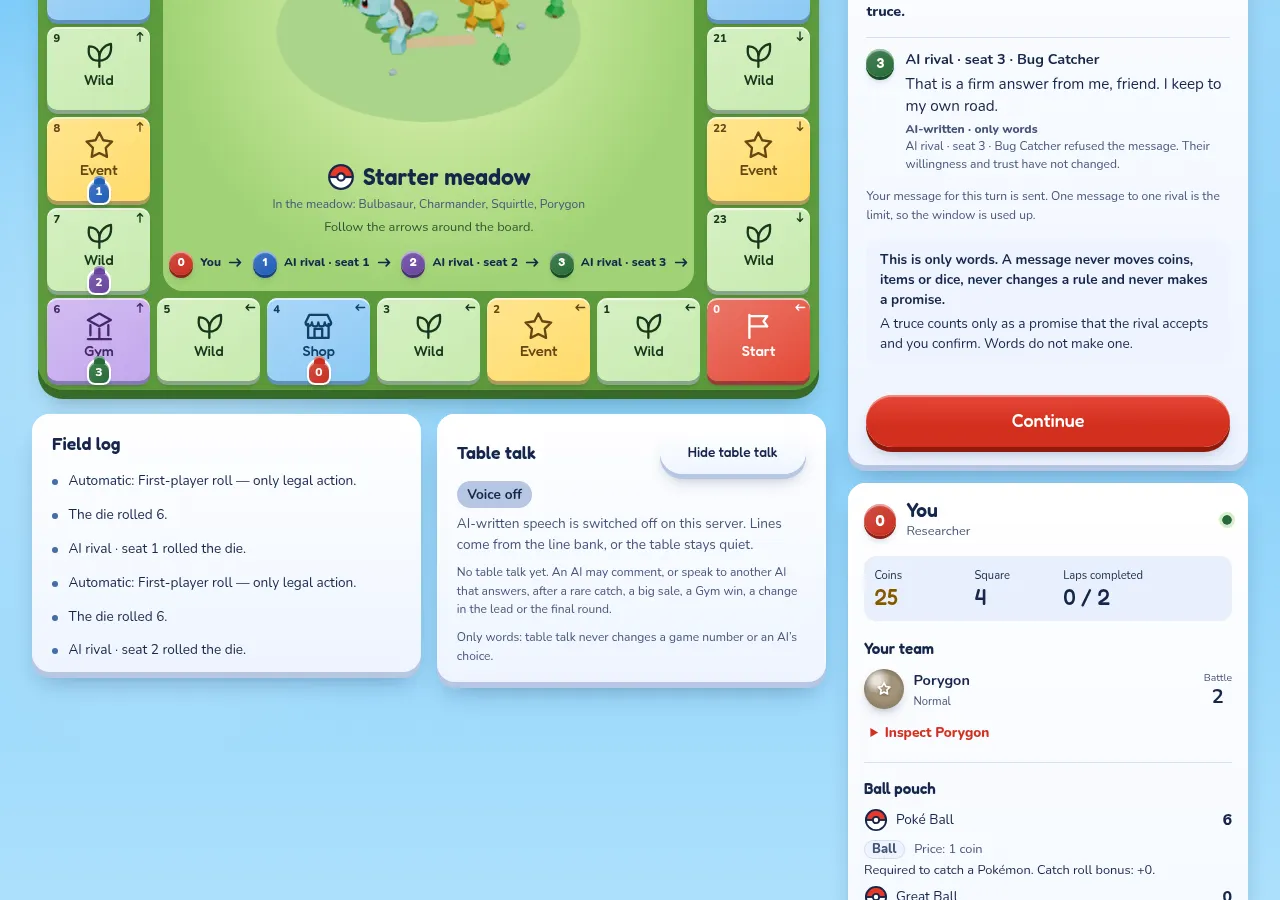 9 ↑
Wild
8 ↑
Event
1
7 ↑
Wild
2
6 ↑
Gym
3
5 ←
Wild
4 ←
Shop
0
3 ←
Wild
2 ←
Event
1 ←
Wild
0 ←
Start
21 ↓
Wild
22 ↓
Event
23 ↓
Wild
Starter meadow
In the meadow: Bulbasaur, Charmander, Squirtle, Porygon
Follow the arrows around the board.
0 You → 1 AI rival · seat 1 → 2 AI rival · seat 2 → 3 AI rival · seat 3 →
Field log
Automatic: First-player roll — only legal action.
The die rolled 6.
AI rival · seat 1 rolled the die.
Automatic: First-player roll — only legal action.
The die rolled 6.
AI rival · seat 2 rolled the die.
Table talk
Hide table talk
Voice off
AI-written speech is switched off on this server. Lines
come from the line bank, or the table stays quiet.
No table talk yet. An AI may comment, or speak to another AI
that answers, after a rare catch, a big sale, a Gym win, a change
in the lead or the final round.
Only words: table talk never changes a game number or an AI's
choice.
truce.
3
AI rival · seat 3 · Bug Catcher
That is a firm answer from me, friend. I keep to
my own road.
AI-written · only words
AI rival · seat 3 · Bug Catcher refused the message. Their
willingness and trust have not changed.
Your message for this turn is sent. One message to one rival is the
limit, so the window is used up.
This is only words. A message never moves coins,
items or dice, never changes a rule and never makes
a promise.
A truce counts only as a promise that the rival accepts
and you confirm. Words do not make one.
Continue
0
You
Researcher
Coins Square Laps completed
25 4 0 / 2
Your team
Porygon
Normal
Battle
2
▶ Inspect Porygon
Ball pouch
Poké Ball 6
Ball Price: 1 coin
Required to catch a Pokémon. Catch roll bonus: +0.
Great Ball 0